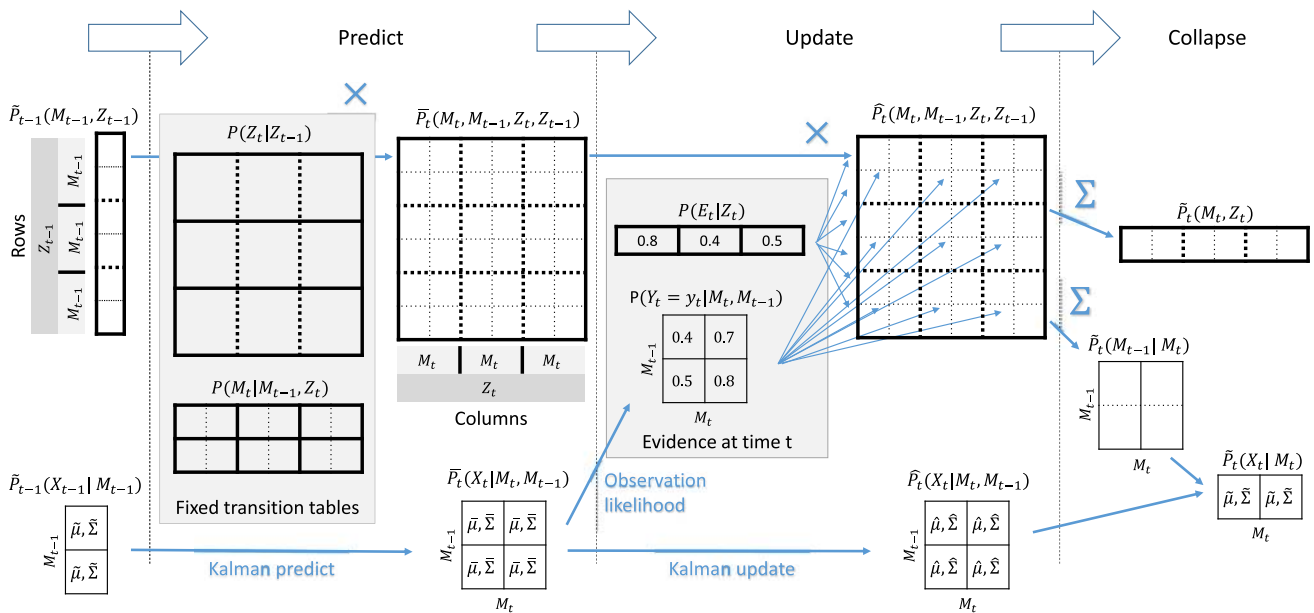 Predict
Update
Collapse
P̃ₜ₋₁(Mₜ₋₁, Zₜ₋₁)
Rows
Zₜ₋₁
Mₜ₋₁
Mₜ₋₁
Mₜ₋₁
×
P(Zₜ|Zₜ₋₁)
P(Mₜ|Mₜ₋₁, Zₜ)
Fixed transition tables
P̅ₜ(Mₜ, Mₜ₋₁, Zₜ, Zₜ₋₁)
Mₜ Mₜ Mₜ
Zₜ
Columns
×
P(Eₜ|Zₜ)
0.8 0.4 0.5
P(Yₜ = yₜ|Mₜ, Mₜ₋₁)
Mₜ₋₁
0.4 0.7
0.5 0.8
Mₜ
Evidence at time t
P̂ₜ(Mₜ, Mₜ₋₁, Zₜ, Zₜ₋₁)
Σ
P̃ₜ(Mₜ, Zₜ)
Σ
P̃ₜ(Mₜ₋₁| Mₜ)
Mₜ₋₁
Mₜ
P̃ₜ₋₁(Xₜ₋₁| Mₜ₋₁)
Mₜ₋₁
μ̃, Σ̃
μ̃, Σ̃
Kalman predict
P̅ₜ(Xₜ|Mₜ, Mₜ₋₁)
Mₜ₋₁
μ̅, Σ̅ μ̅, Σ̅
μ̅, Σ̅ μ̅, Σ̅
Mₜ
Observation
likelihood
Kalman update
P̂ₜ(Xₜ|Mₜ, Mₜ₋₁)
Mₜ₋₁
μ̂, Σ̂ μ̂, Σ̂
μ̂, Σ̂ μ̂, Σ̂
Mₜ
P̃ₜ(Xₜ| Mₜ)
μ̃, Σ̃ μ̃, Σ̃
Mₜ